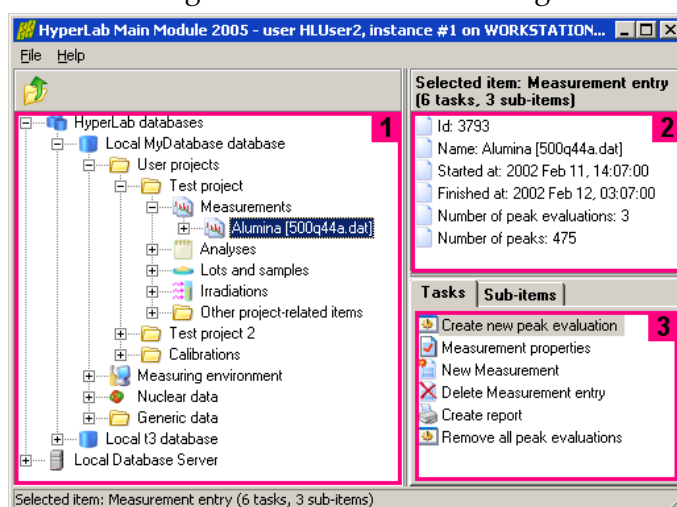 HyperLab Main Module 2005 - user HLUser2, instance #1 on WORKSTATION...
File Help
HyperLab databases
1
Local MyDatabase database
User projects
Test project
Measurements
Alumina [500q44a.dat]
Analyses
Lots and samples
Irradiations
Other project-related items
Test project 2
Calibrations
Measuring environment
Nuclear data
Generic data
Local t3 database
Local Database Server
Selected item: Measurement entry
(6 tasks, 3 sub-items)
2
Id: 3793
Name: Alumina [500q44a.dat]
Started at: 2002 Feb 11, 14:07:00
Finished at: 2002 Feb 12, 03:07:00
Number of peak evaluations: 3
Number of peaks: 475
Tasks Sub-items
Create new peak evaluation
3
Measurement properties
New Measurement
Delete Measurement entry
Create report
Remove all peak evaluations
Selected item: Measurement entry (6 tasks, 3 sub-items)